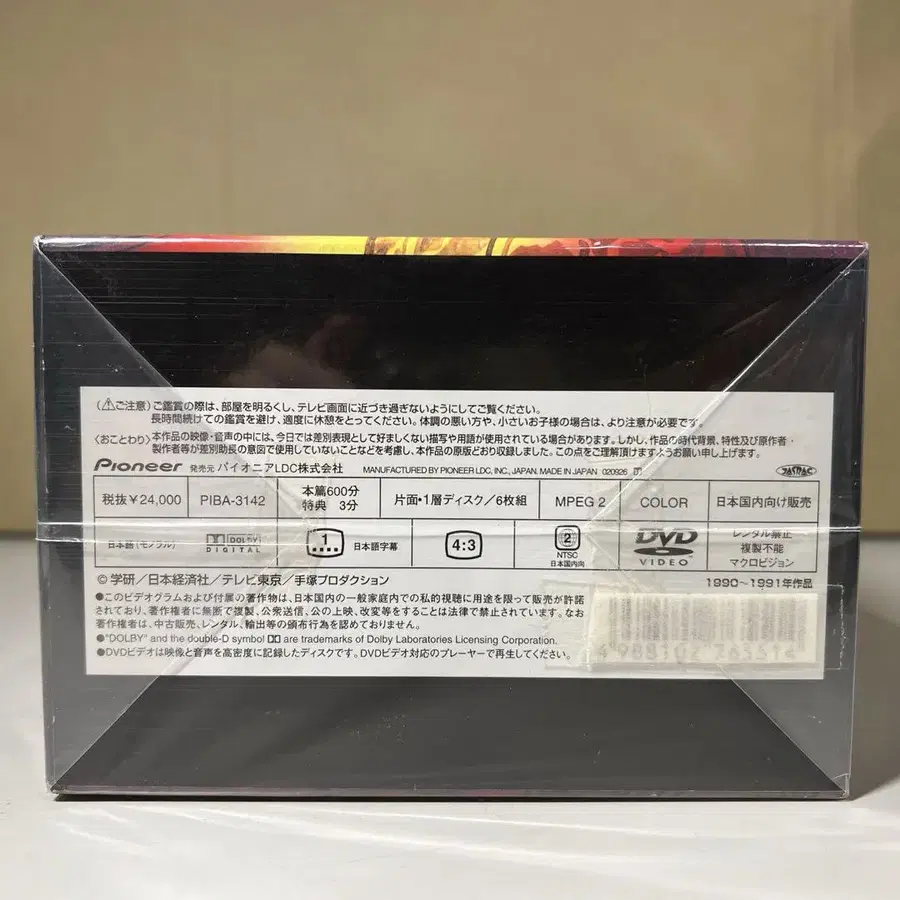 (⚠ご注意)ご鑑賞の際は、部屋を明るくし、テレビ画面に近づき過ぎないようにしてご覧ください。
長時間続けての鑑賞を避け、適度に休憩をとってください。体調の悪い方や、小さいお子様の場合は、より注意が必要です。
(おことわり)本作品の映像・音声の中には、今日では差別表現として好ましくない描写や用語が使用されている場合があります。しかし、作品の時代背景、特性及び原作者・
製作者等が差別助長の意図で使用していないことなどを考慮し、本作品の原版どおり収録しました。この点をご理解頂けますようお願い申し上げます。
Pioneer 発売元 パイオニアLDC株式会社 MANUFACTURED BY PIONEER LDC, INC., JAPAN. MADE IN JAPAN 020926 JASRAC
税抜¥24,000 PIBA-3142 本篇600分 特典 3分 片面・1層ディスク/6枚組 MPEG 2 COLOR 日本国内向け販売
日本語(モノラル) DOLBY DIGITAL 1 日本語字幕 4:3 2 NTSC 日本国内向 DVD VIDEO レンタル禁止 複製不能 マクロビジョン
© 学研/日本経済社/テレビ東京/手塚プロダクション 1990~1991年作品
●このビデオグラムおよび付属の著作物は、日本国内の一般家庭内での私的視聴に用途を限って販売が許諾
されており、著作権者に無断で複製、公衆送信、公の上映、改変等をすることは法律で禁止されています。なお
著作権者は、中古販売、レンタル、輸出等の頒布行為を認めておりません。
●"DOLBY" and the double-D symbol are trademarks of Dolby Laboratories Licensing Corporation.
●DVDビデオは映像と音声を高密度に記録したディスクです。DVDビデオ対応のプレーヤーで再生してください。
4 988102 763514